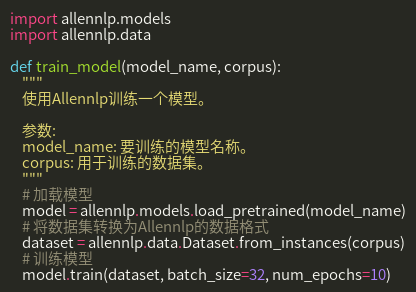 import allennlp.models
import allennlp.data
def train_model(model_name, corpus):
"""
使用Allennlp训练一个模型。
参数:
model_name: 要训练的模型名称。
corpus: 用于训练的数据集。
"""
# 加载模型
model = allennlp.models.load_pretrained(model_name)
# 将数据集转换为Allennlp的数据格式
dataset = allennlp.data.Dataset.from_instances(corpus)
# 训练模型
model.train(dataset, batch_size=32, num_epochs=10)